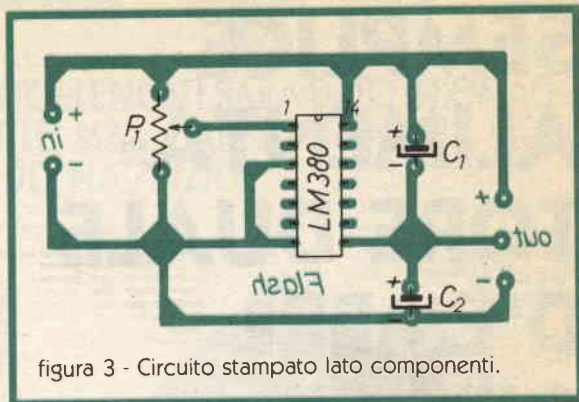 1 14
+
in
-
P1
LM380
+
-
C1
+
out
-
Flash
+
-
C2
figura 3 - Circuito stampato lato componenti.